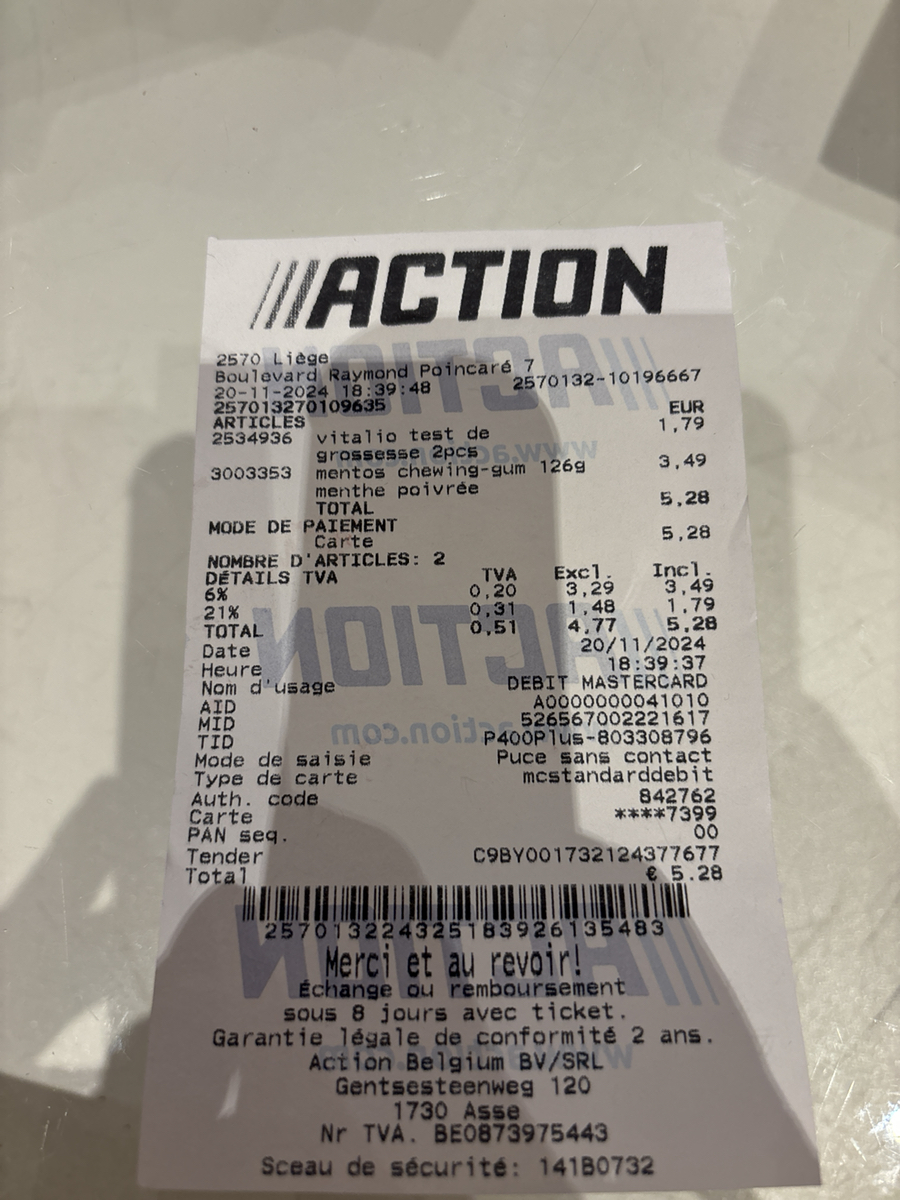 ACTION
2570 Liège
Boulevard Raymond Poincaré 7
20-11-2024 18:39:48 2570132-10196667
257013270109635
ARTICLES EUR
2534936 vitalio test de 1,79
grossesse 2pcs
3003353 mentos chewing-gum 126g 3,49
menthe poivrée
TOTAL 5,28
MODE DE PAIEMENT
Carte 5,28
NOMBRE D'ARTICLES: 2
DÉTAILS TVA TVA Excl. Incl.
6% 0,20 3,29 3,49
21% 0,31 1,48 1,79
TOTAL 0,51 4,77 5,28
Date 20/11/2024
Heure 18:39:37
Nom d'usage DEBIT MASTERCARD
AID A0000000041010
MID 526567002221617
TID P400Plus-803308796
Mode de saisie Puce sans contact
Type de carte mcstandarddebit
Auth. code 842762
Carte ****7399
PAN seq. 00
Tender C9BY001732124377677
Total € 5.28
257013224325183926135483
Merci et au revoir!
Échange ou remboursement
sous 8 jours avec ticket.
Garantie légale de conformité 2 ans.
Action Belgium BV/SRL
Gentsesteenweg 120
1730 Asse
Nr TVA. BE0873975443
Sceau de sécurité: 141B0732